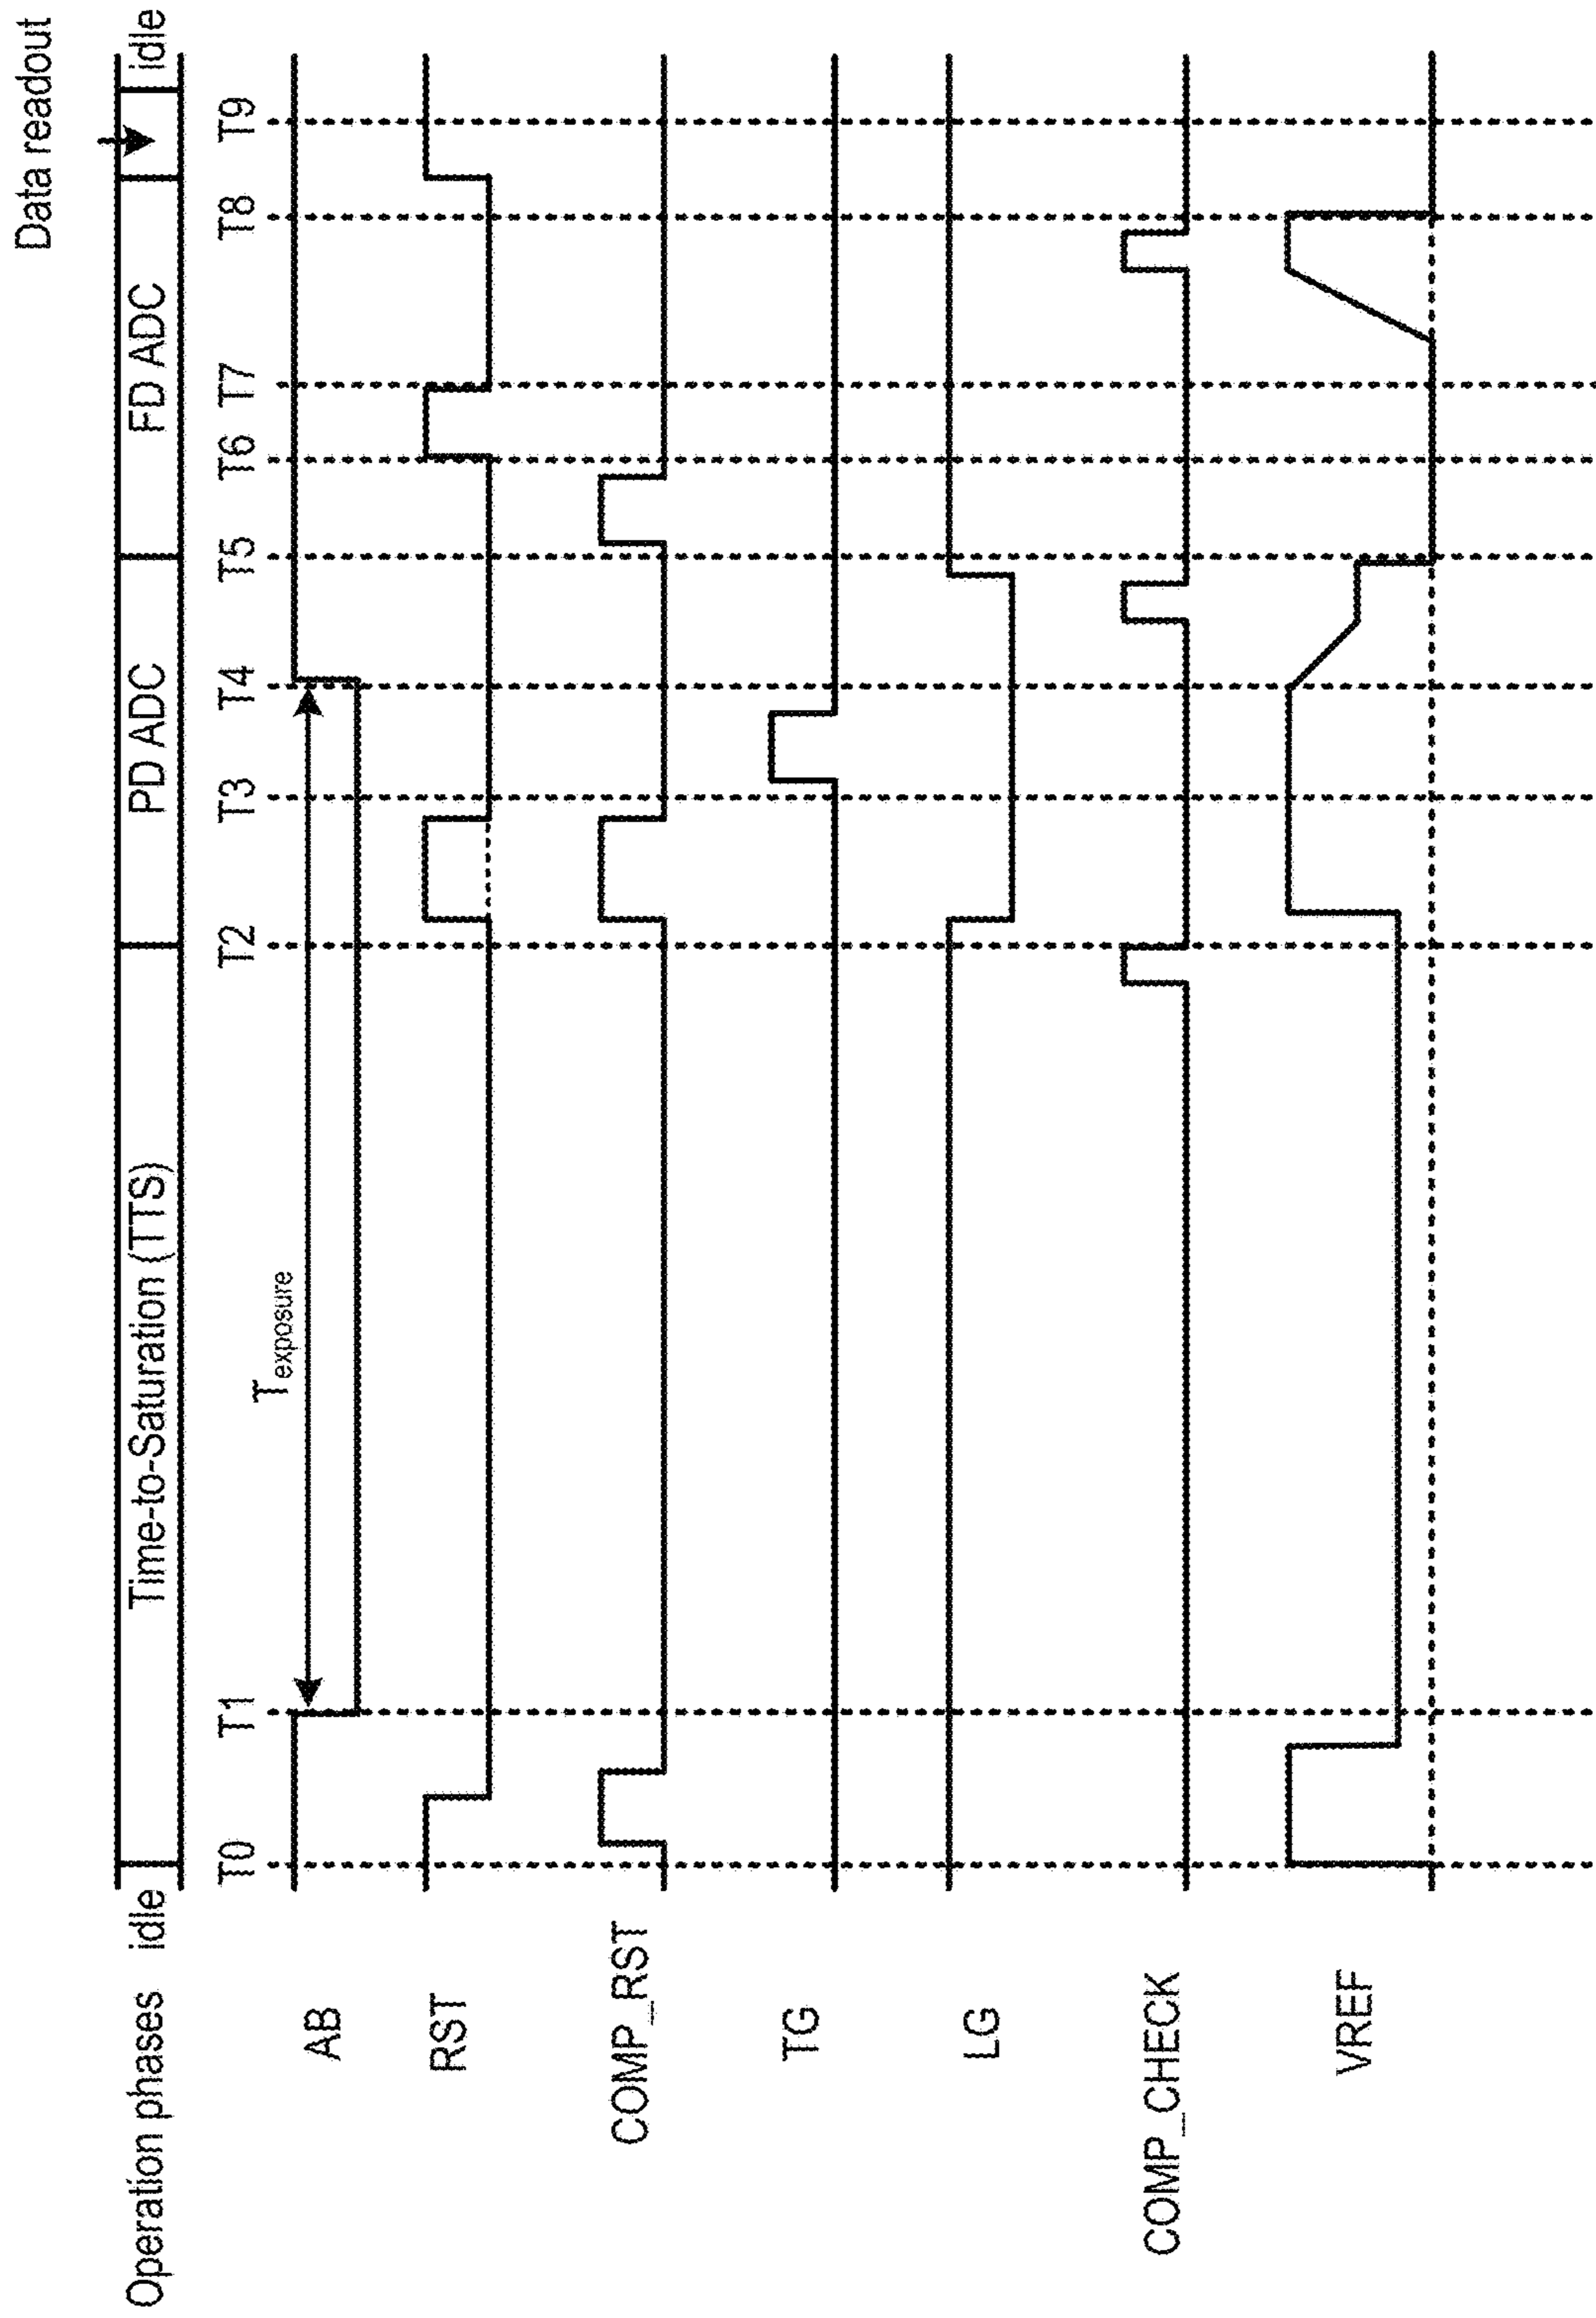 Data readout
Operation phases idle Time-to-Saturation (TTS) PD ADC FD ADC idle
T0 T1 T2 T3 T4 T5 T6 T7 T8 T9
Texposure
AB
RST
COMP_RST
TG
LG
COMP_CHECK
VREF